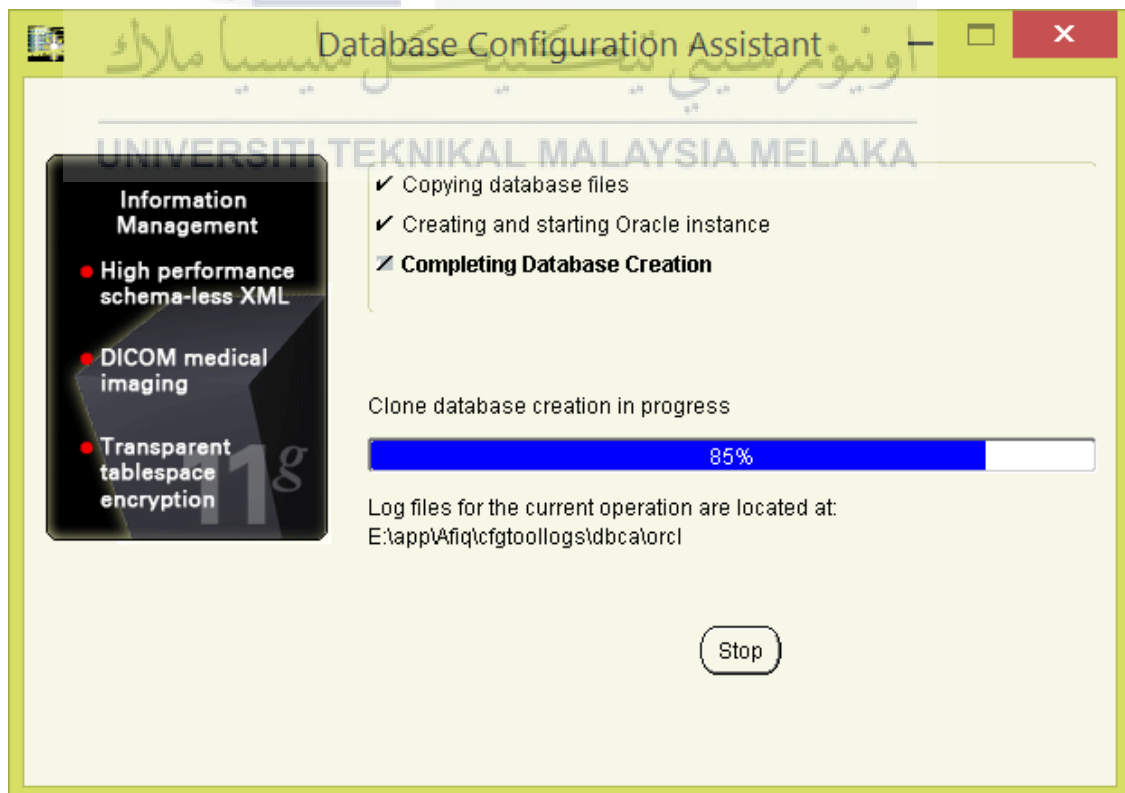 Database Configuration Assistant
اونيۏرسيتي تيكنيكل مليسيا ملاك
UNIVERSITI TEKNIKAL MALAYSIA MELAKA
Information
Management
High performance
schema-less XML
DICOM medical
imaging
Transparent
tablespace
encryption
11g
Copying database files
Creating and starting Oracle instance
Completing Database Creation
Clone database creation in progress
85%
Log files for the current operation are located at:
E:\app\Afiq\cfgtoollogs\dbca\orcl
Stop